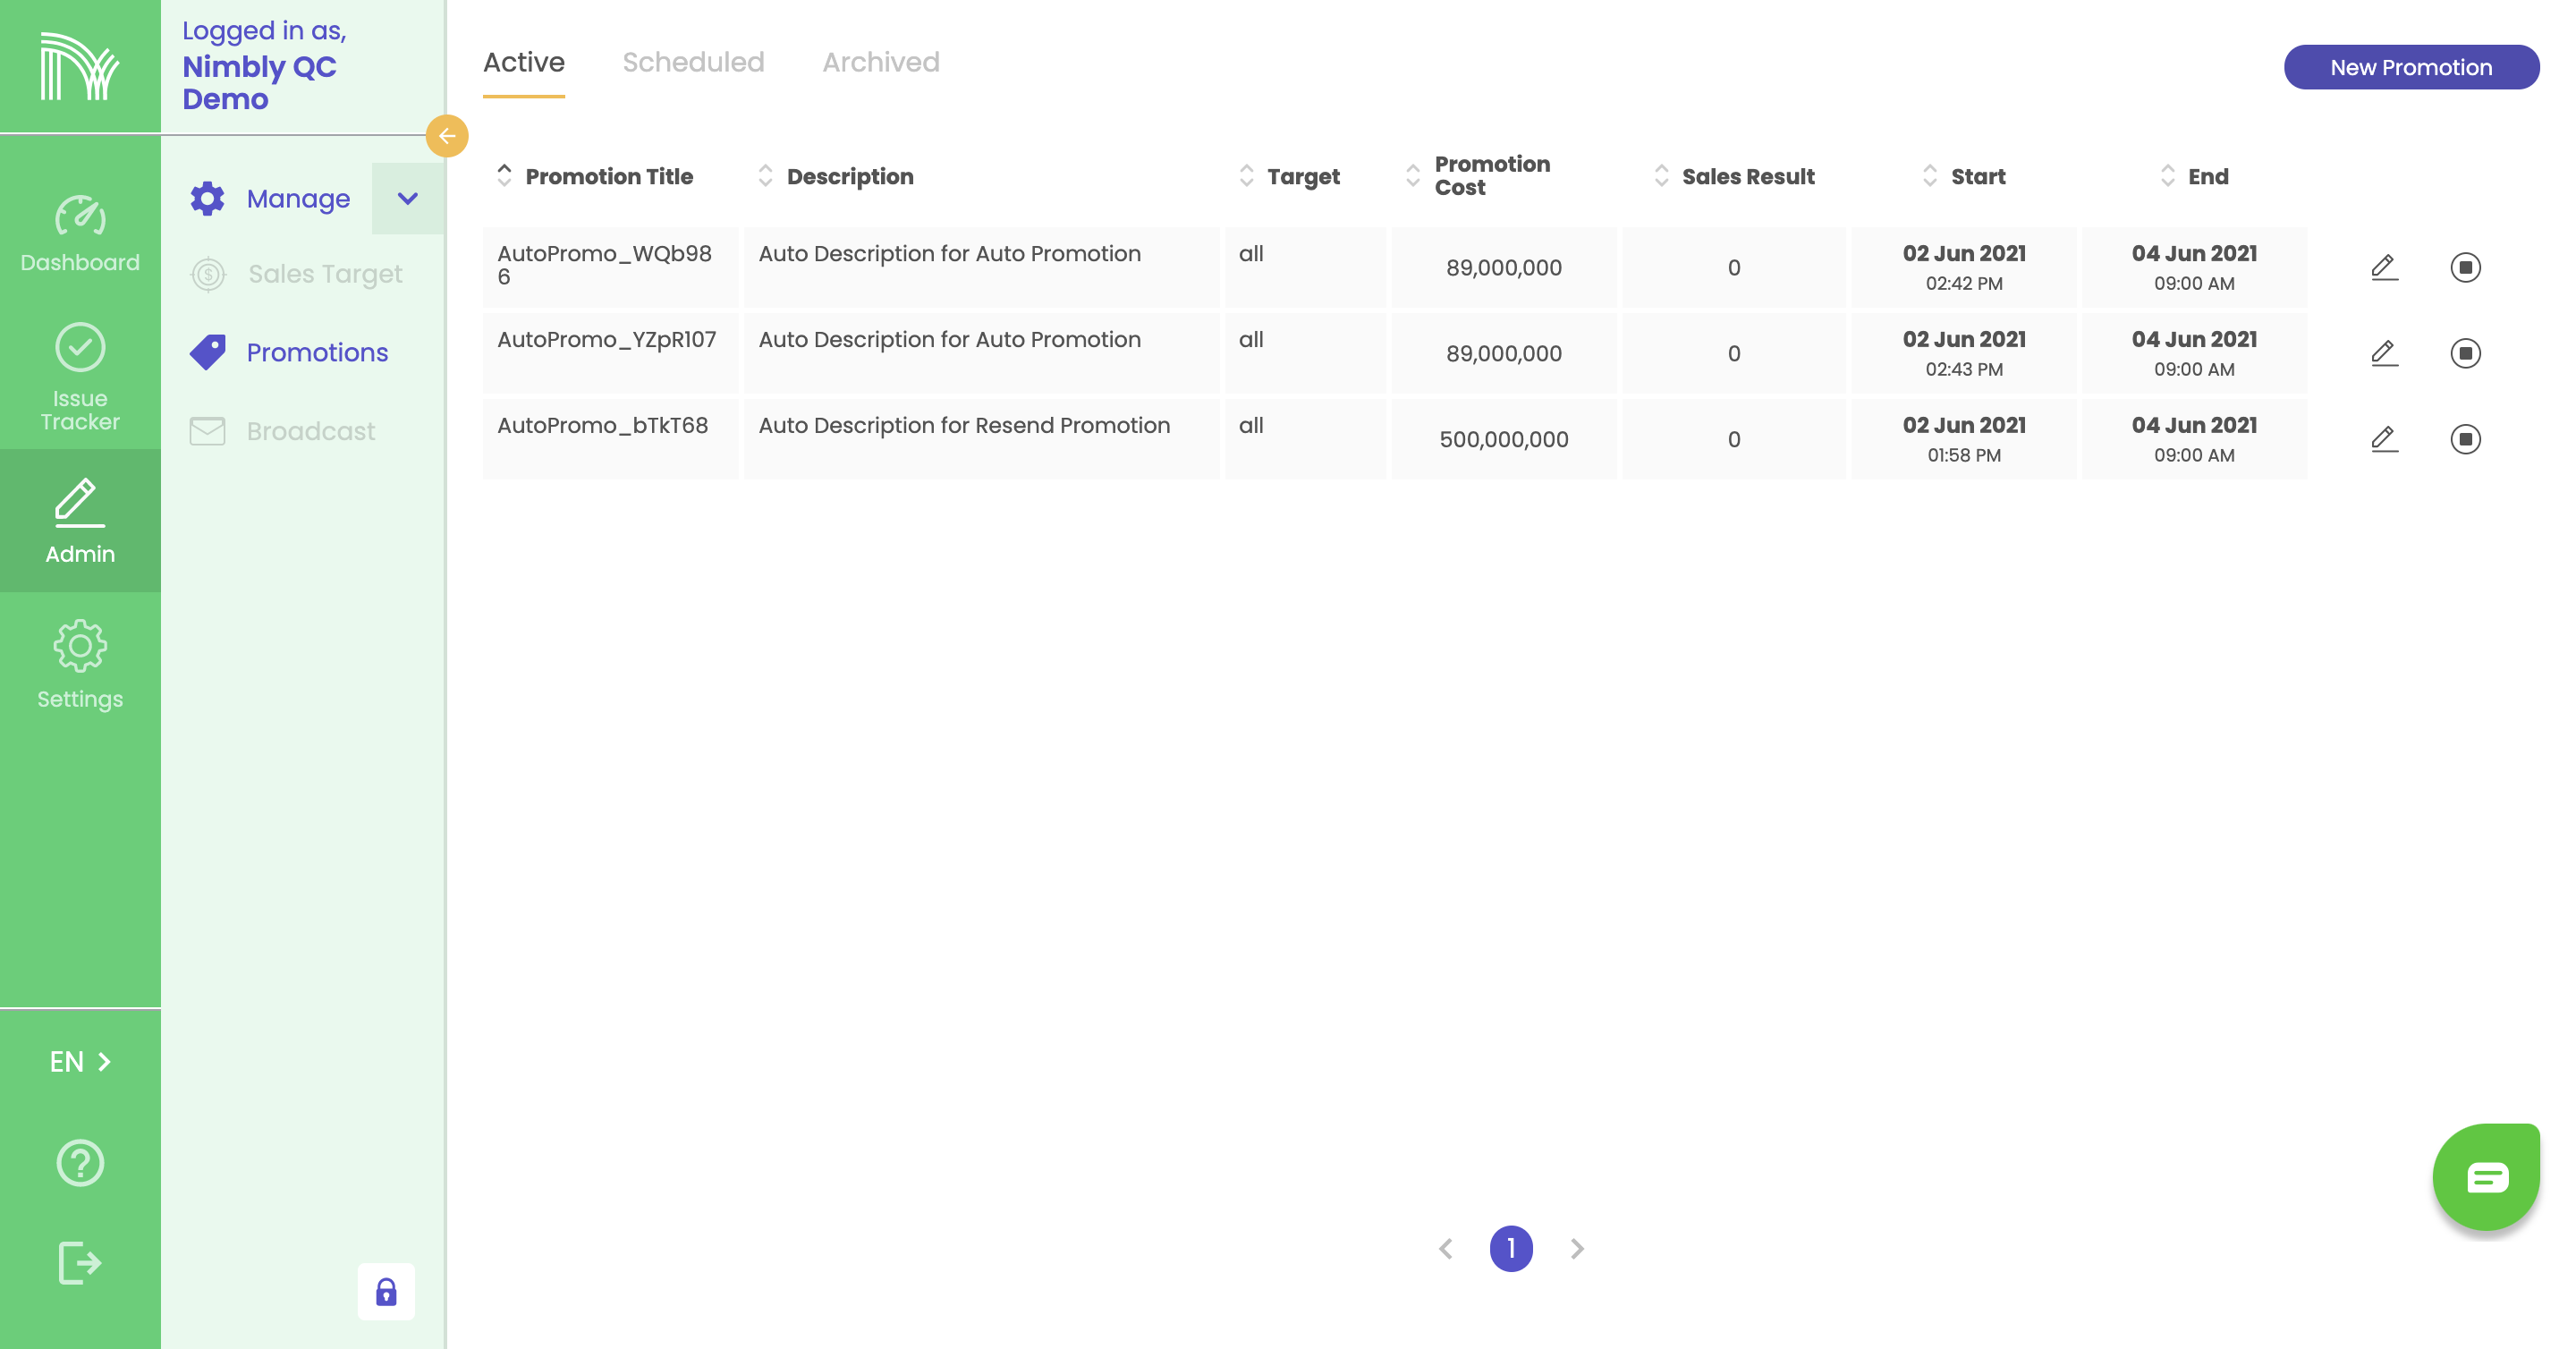 Logged in as,
Nimbly QC
Demo
Dashboard
Issue
Tracker
Admin
Settings
EN
Manage
Sales Target
Promotions
Broadcast
Active Scheduled Archived
New Promotion
Promotion Title Description Target Promotion Cost Sales Result Start End
AutoPromo_WQb98
6
Auto Description for Auto Promotion all 89,000,000 0 02 Jun 2021 04 Jun 2021
02:42 PM 09:00 AM
AutoPromo_YZpR107 Auto Description for Auto Promotion all 89,000,000 0 02 Jun 2021 04 Jun 2021
02:43 PM 09:00 AM
AutoPromo_bTkT68 Auto Description for Resend Promotion all 500,000,000 0 02 Jun 2021 04 Jun 2021
01:58 PM 09:00 AM
1